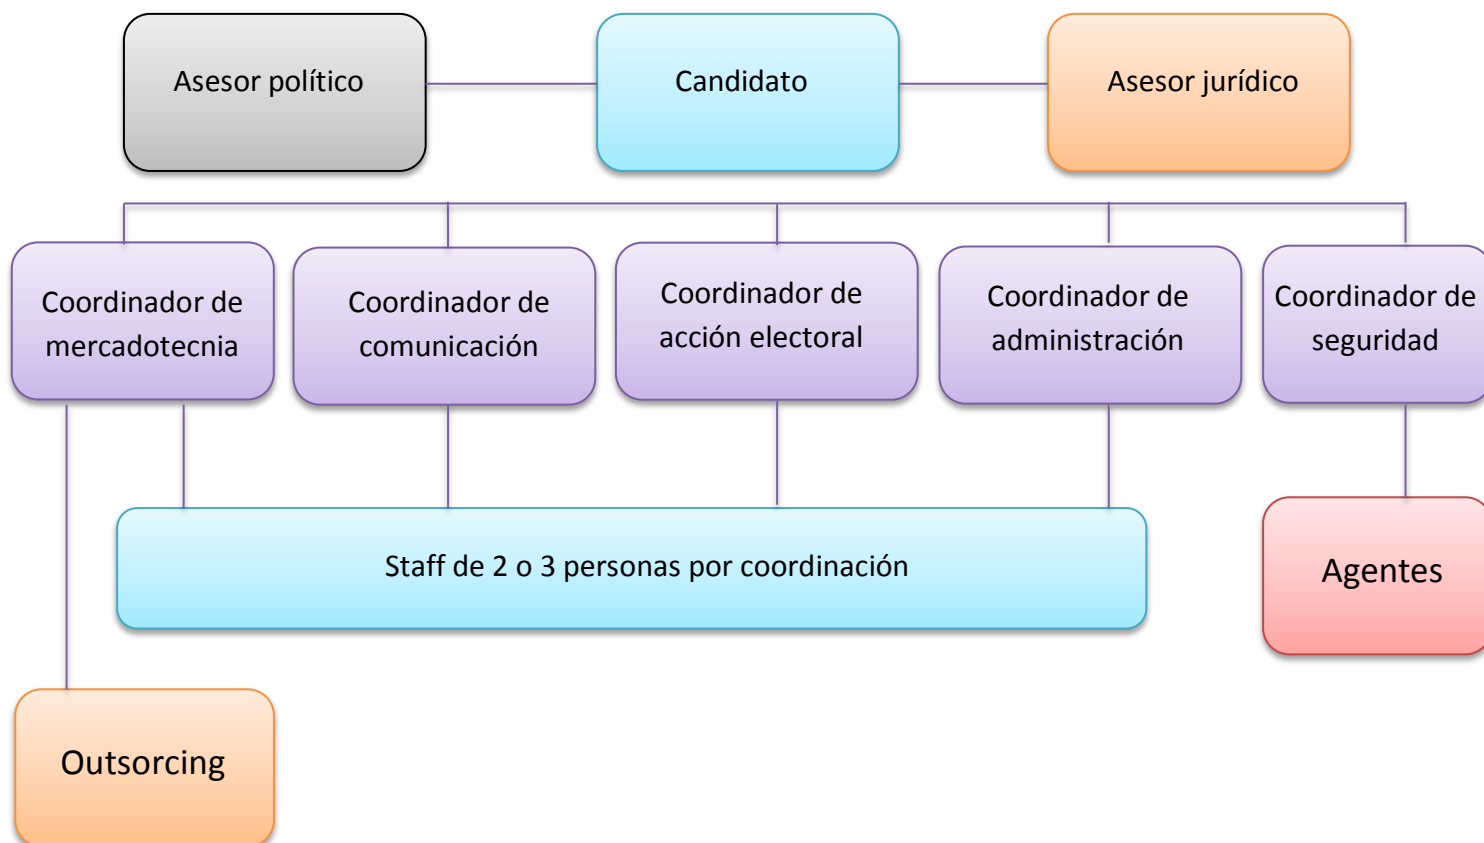 Asesor político
Candidato
Asesor jurídico
Coordinador de
mercadotecnia
Coordinador de
comunicación
Coordinador de
acción electoral
Coordinador de
administración
Coordinador de
seguridad
Staff de 2 o 3 personas por coordinación
Agentes
Outsorcing